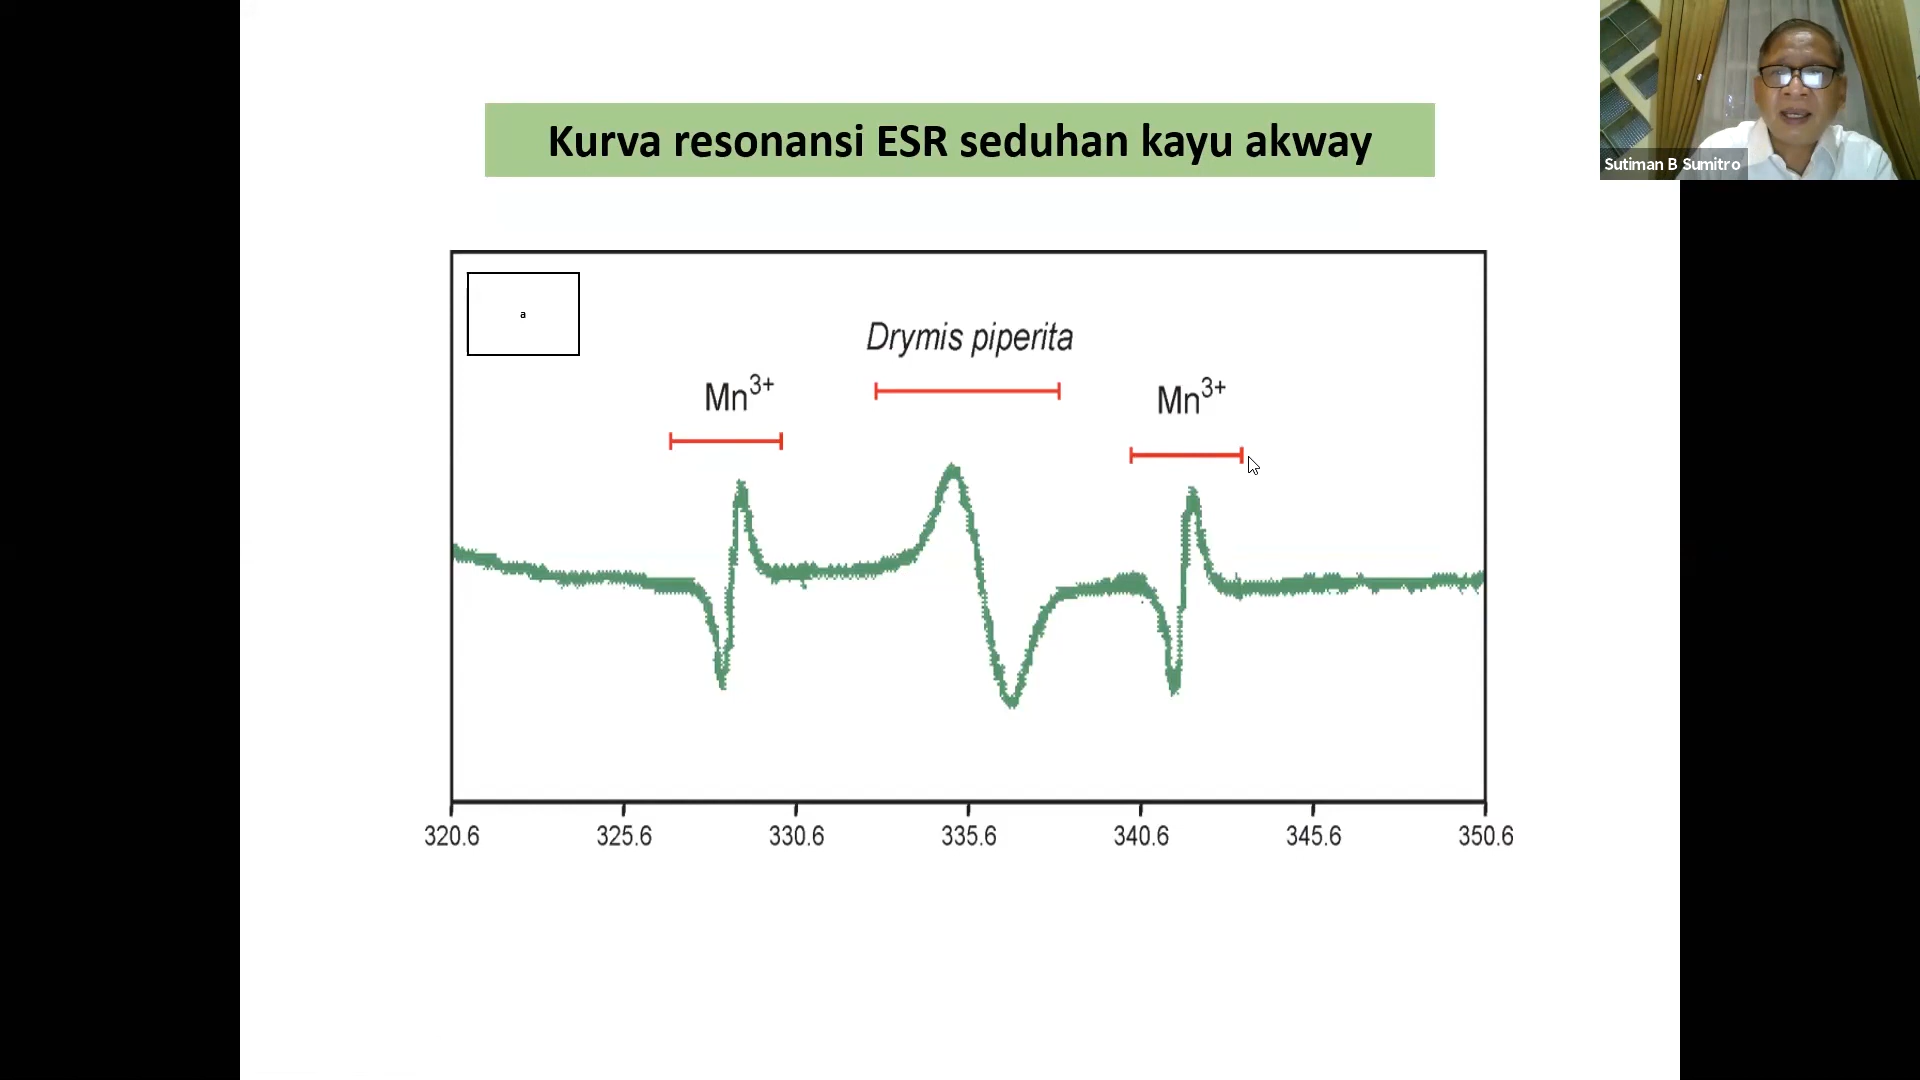 Kurva resonansi ESR seduhan kayu akway
Sutiman B Sumitro
a
Drymis piperita
Mn³⁺
Mn³⁺
320.6 325.6 330.6 335.6 340.6 345.6 350.6